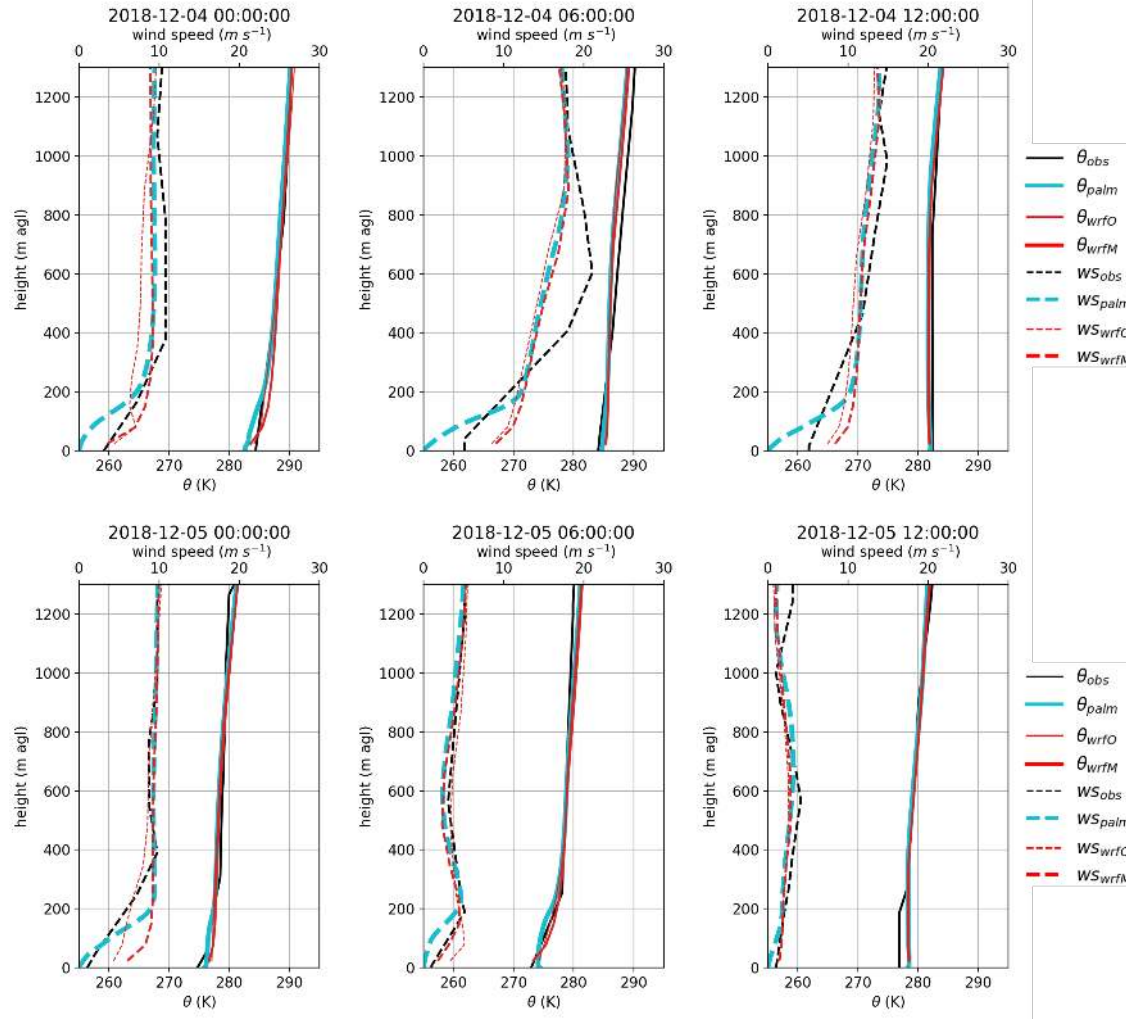 2018-12-04 00:00:00
wind speed (m s⁻¹)
0 10 20 30
1200
1000
800
600
400
200
0
height (m agl)
260 270 280 290
θ (K)
2018-12-04 06:00:00
wind speed (m s⁻¹)
0 10 20 30
1200
1000
800
600
400
200
0
height (m agl)
260 270 280 290
θ (K)
2018-12-04 12:00:00
wind speed (m s⁻¹)
0 10 20 30
1200
1000
800
600
400
200
0
height (m agl)
260 270 280 290
θ (K)
θobs
θpalm
θwrfO
θwrfM
wsobs
wspalm
wswrfO
wswrfM
2018-12-05 00:00:00
wind speed (m s⁻¹)
0 10 20 30
1200
1000
800
600
400
200
0
height (m agl)
260 270 280 290
θ (K)
2018-12-05 06:00:00
wind speed (m s⁻¹)
0 10 20 30
1200
1000
800
600
400
200
0
height (m agl)
260 270 280 290
θ (K)
2018-12-05 12:00:00
wind speed (m s⁻¹)
0 10 20 30
1200
1000
800
600
400
200
0
height (m agl)
260 270 280 290
θ (K)
θobs
θpalm
θwrfO
θwrfM
wsobs
wspalm
wswrfO
wswrfM